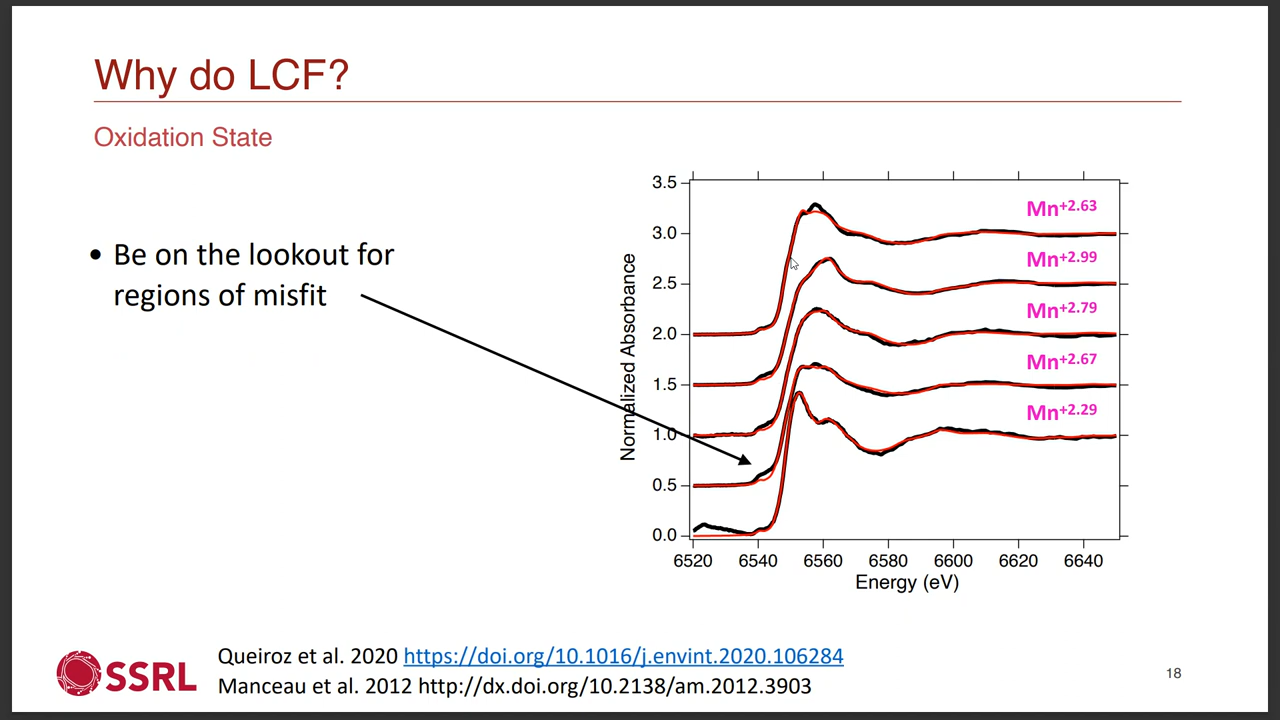 Why do LCF?
Oxidation State
• Be on the lookout for
regions of misfit
3.5
3.0
2.5
2.0
1.5
1.0
0.5
0.0
Normalized Absorbance
Mn+2.63
Mn+2.99
Mn+2.79
Mn+2.67
Mn+2.29
6520 6540 6560 6580 6600 6620 6640
Energy (eV)
SSRL
Queiroz et al. 2020 https://doi.org/10.1016/j.envint.2020.106284
Manceau et al. 2012 http://dx.doi.org/10.2138/am.2012.3903
18